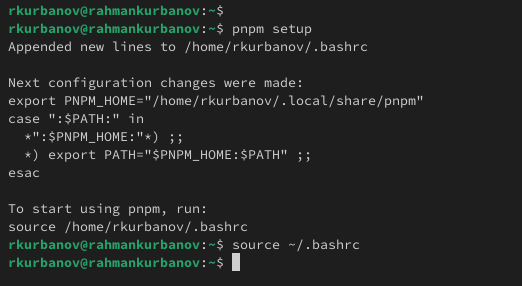 rkurbanov@rahmankurbanov:~$
rkurbanov@rahmankurbanov:~$ pnpm setup
Appended new lines to /home/rkurbanov/.bashrc

Next configuration changes were made:
export PNPM_HOME="/home/rkurbanov/.local/share/pnpm"
case ":$PATH:" in
  *":$PNPM_HOME:"*) ;;
  *) export PATH="$PNPM_HOME:$PATH" ;;
esac

To start using pnpm, run:
source /home/rkurbanov/.bashrc
rkurbanov@rahmankurbanov:~$ source ~/.bashrc
rkurbanov@rahmankurbanov:~$